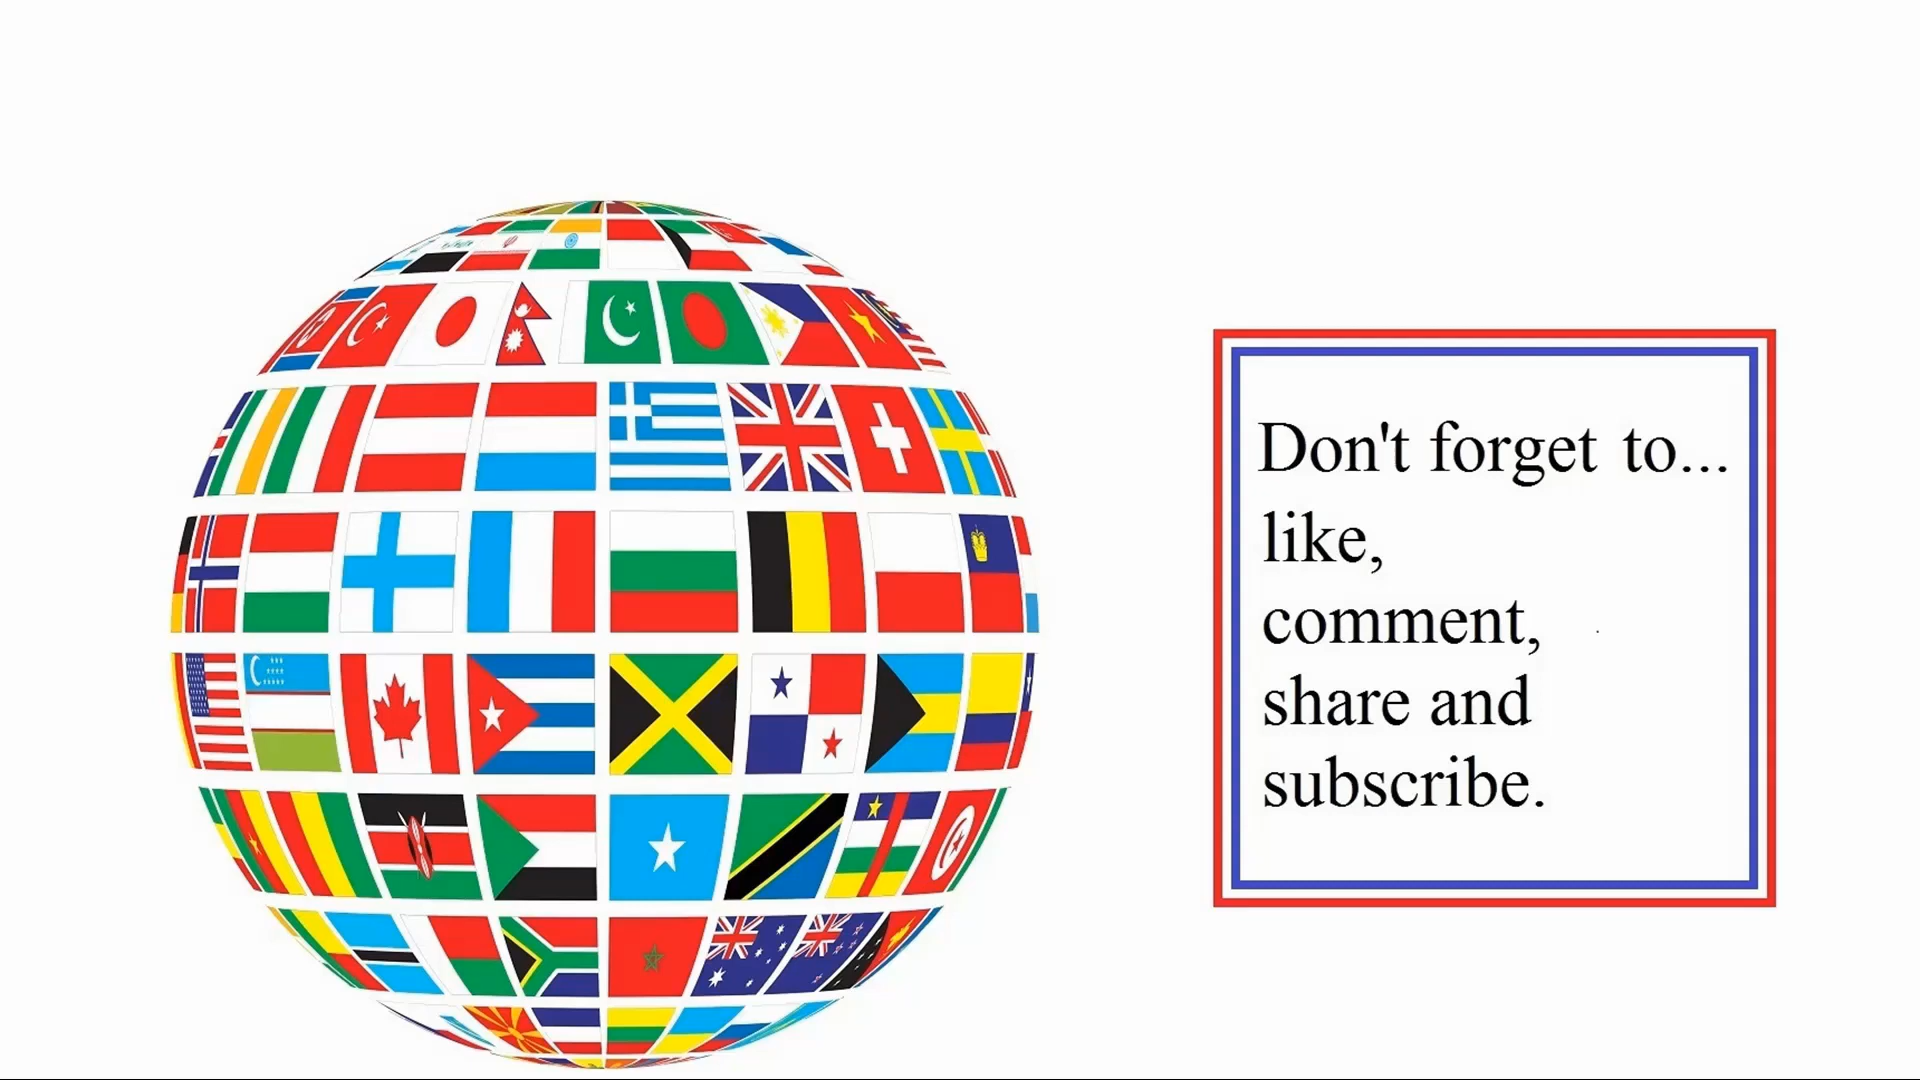 Don't forget to...
like,
comment,
share and
subscribe.